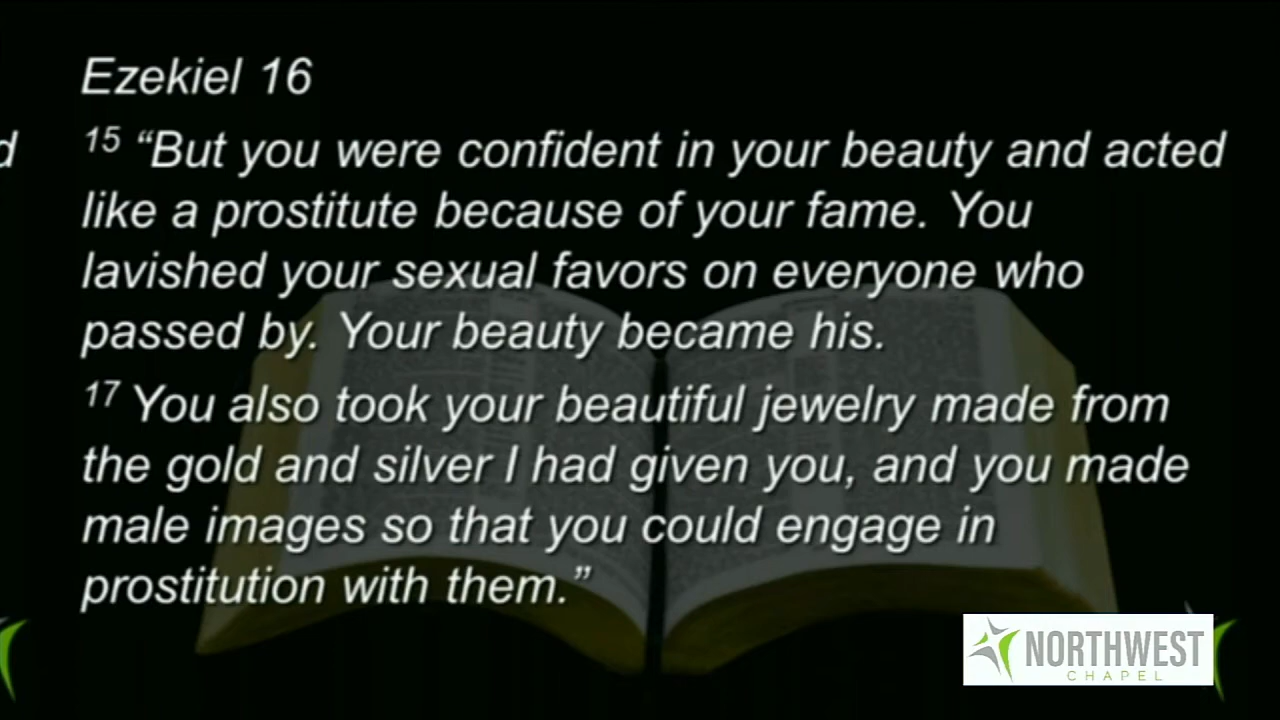 Ezekiel 16
d
15 “But you were confident in your beauty and acted
like a prostitute because of your fame. You
lavished your sexual favors on everyone who
passed by. Your beauty became his.
17 You also took your beautiful jewelry made from
the gold and silver I had given you, and you made
male images so that you could engage in
prostitution with them.”
NORTHWEST
CHAPEL